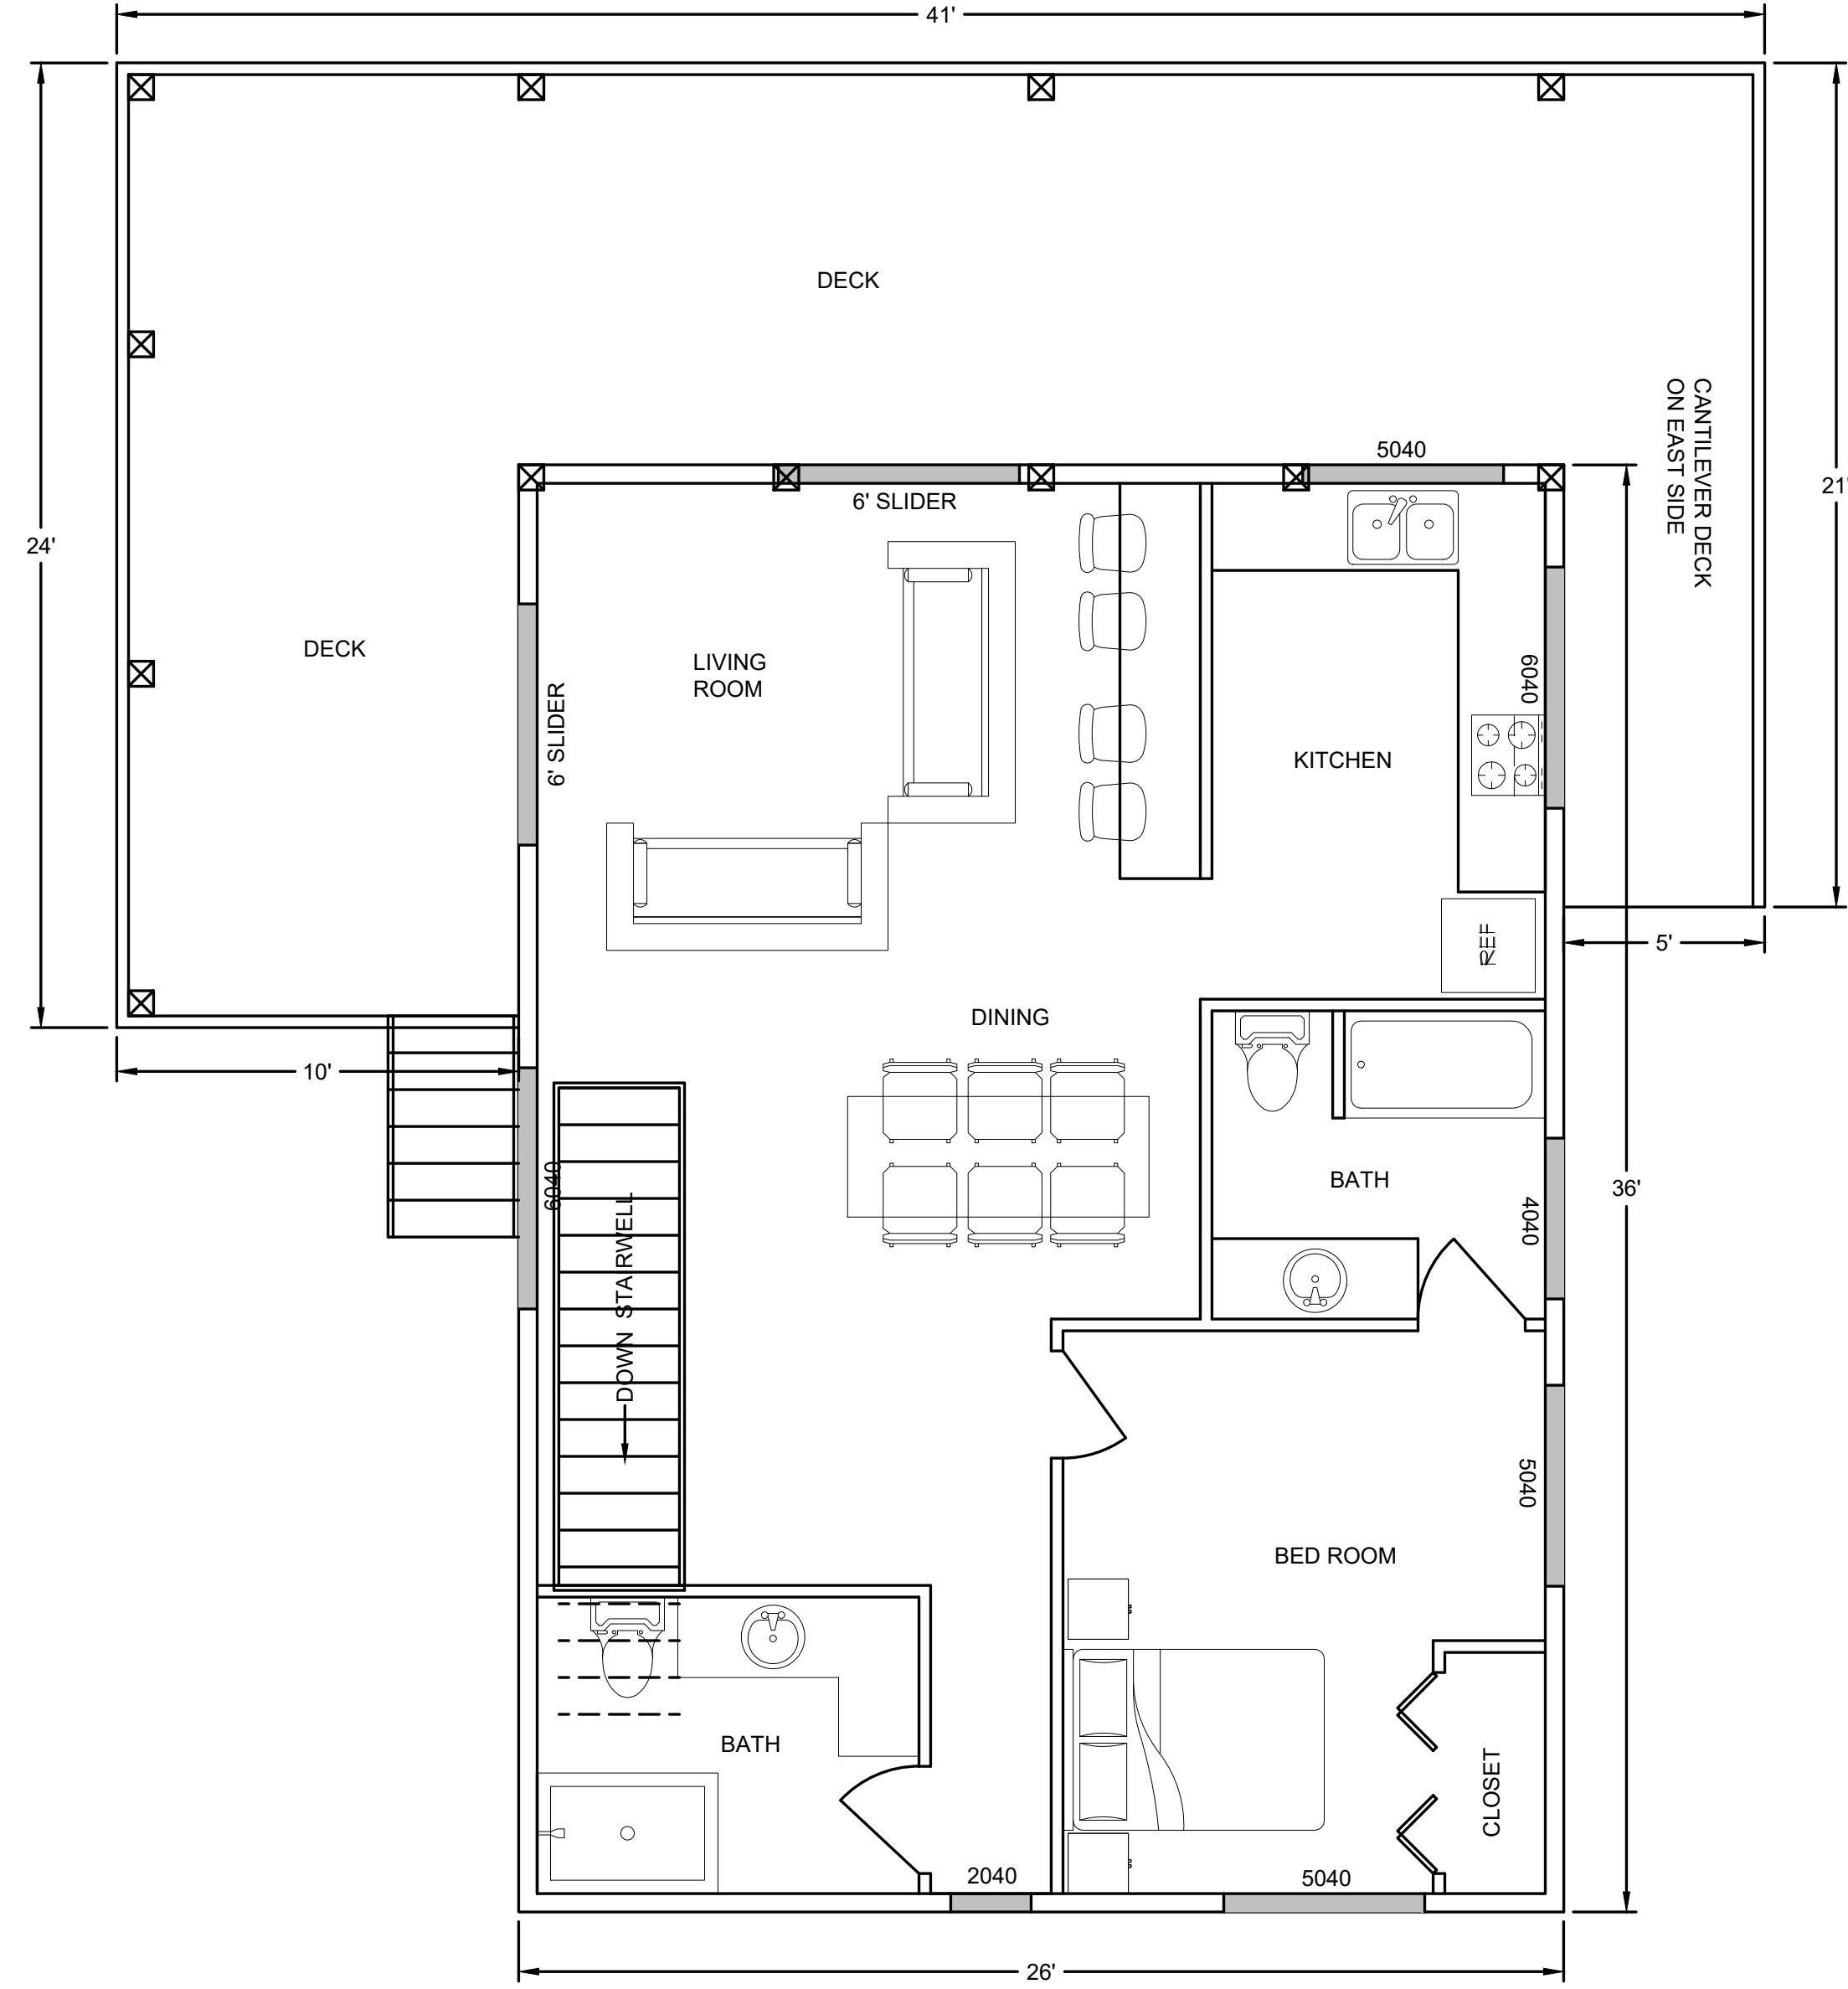 41'
DECK
CANTILEVER DECK
ON EAST SIDE
5040
21'
6' SLIDER
24'
DECK
LIVING
ROOM
6040
6' SLIDER
KITCHEN
REF
5'
DINING
10'
BATH
36'
6040
4040
DOWN STAIRWELL
5040
BED ROOM
BATH
CLOSET
2040
5040
26'